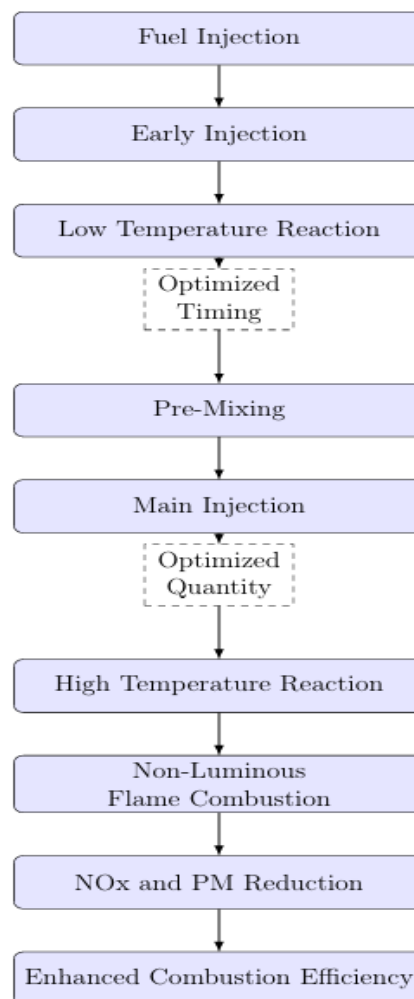 Fuel Injection
Early Injection
Low Temperature Reaction
Optimized
Timing
Pre-Mixing
Main Injection
Optimized
Quantity
High Temperature Reaction
Non-Luminous
Flame Combustion
NOx and PM Reduction
Enhanced Combustion Efficiency